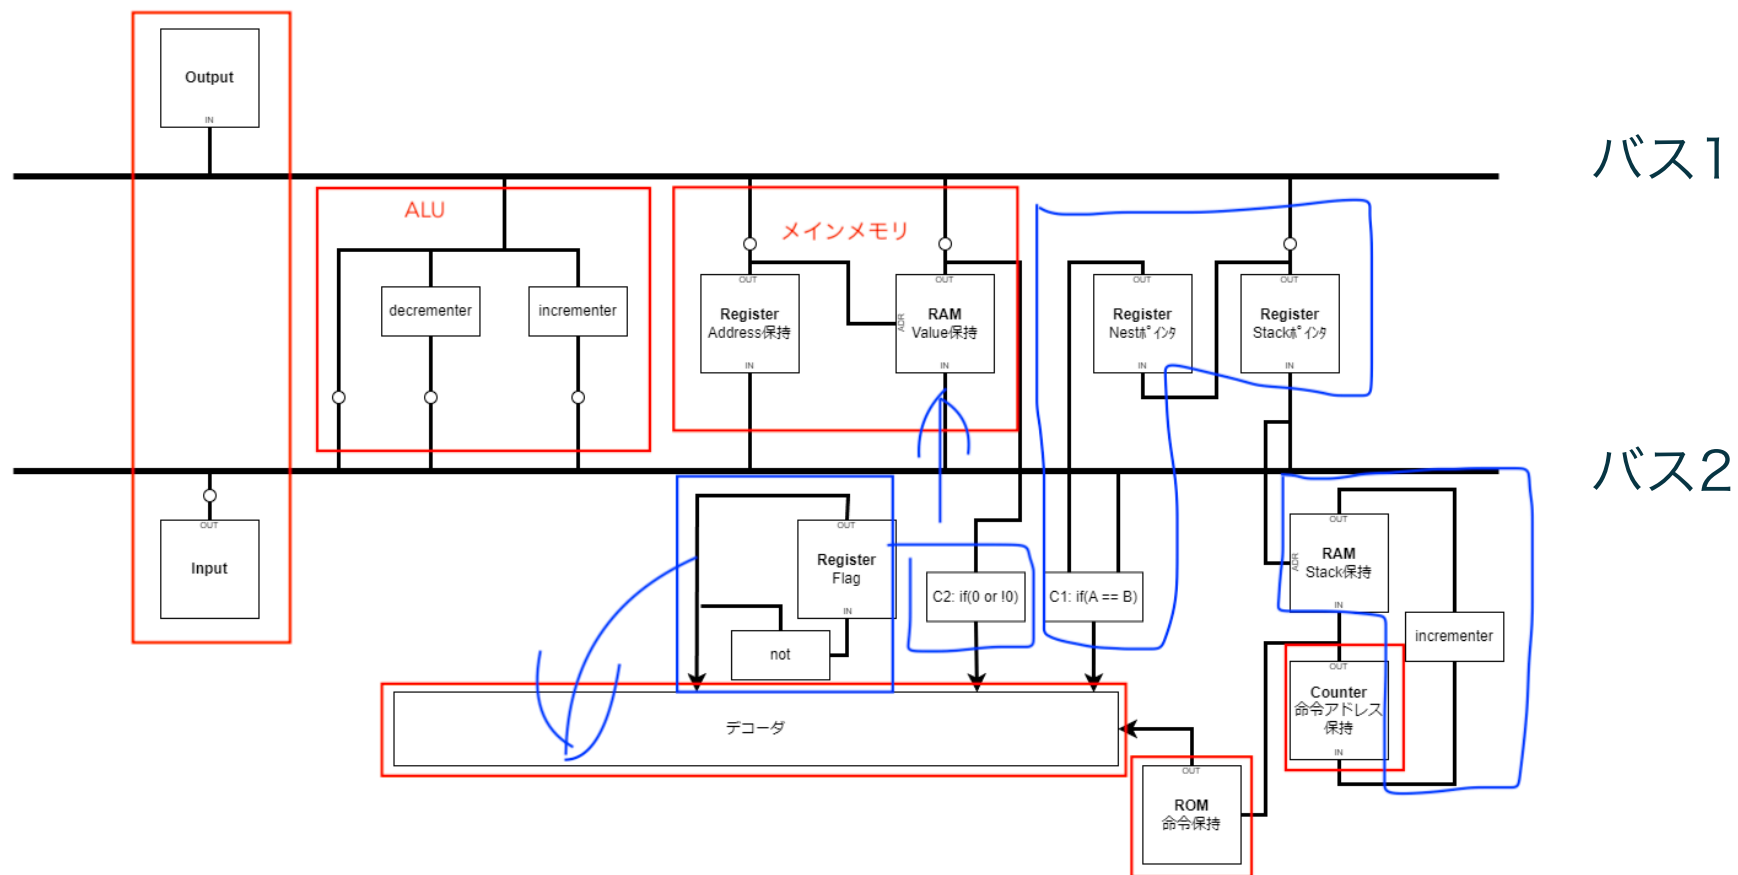 Output
IN
バス1
ALU
メインメモリ
decrementer
incrementer
OUT
Register
Address保持
IN
OUT
ADR
RAM
Value保持
IN
OUT
Register
Nestﾎﾟｲﾝﾀ
IN
OUT
Register
Stackﾎﾟｲﾝﾀ
IN
バス2
OUT
Input
OUT
Register
Flag
IN
not
C2: if(0 or !0)
C1: if(A == B)
OUT
ADR
RAM
Stack保持
IN
incrementer
OUT
Counter
命令アドレス
保持
IN
デコーダ
OUT
ROM
命令保持